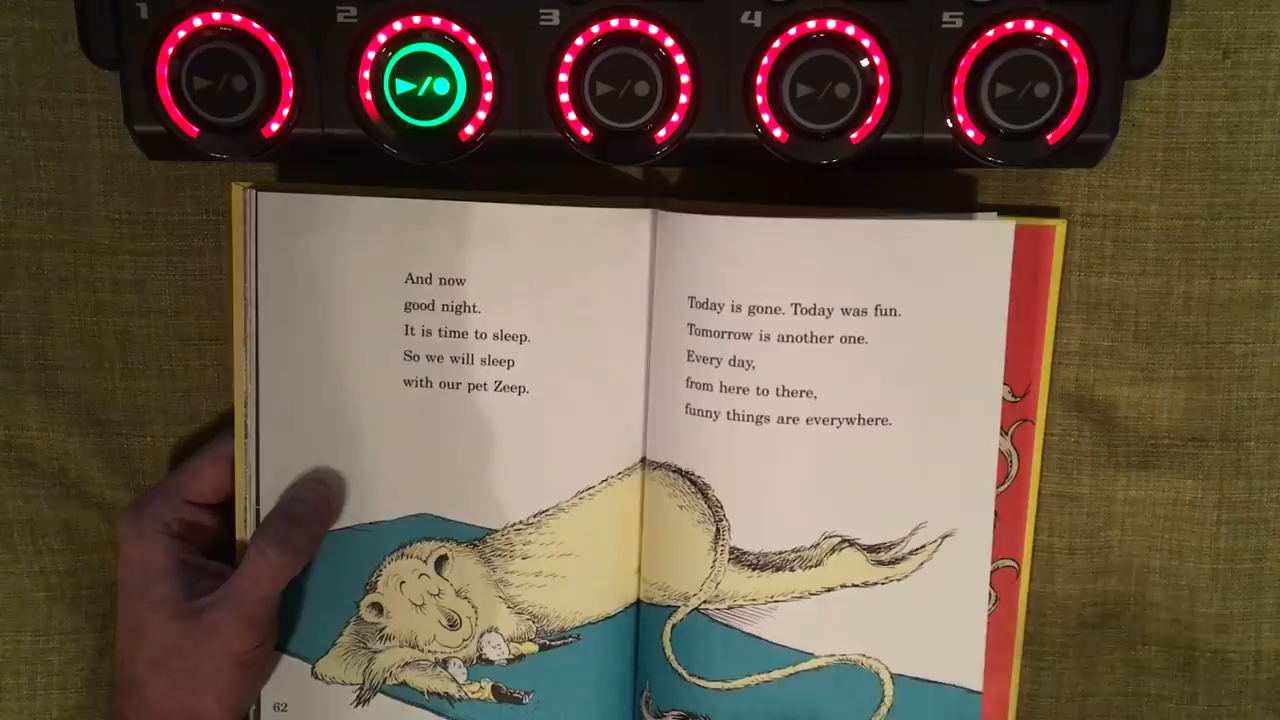 1 2 3 4 5
And now
good night.
It is time to sleep.
So we will sleep
with our pet Zeep.
62
Today is gone. Today was fun.
Tomorrow is another one.
Every day,
from here to there,
funny things are everywhere.